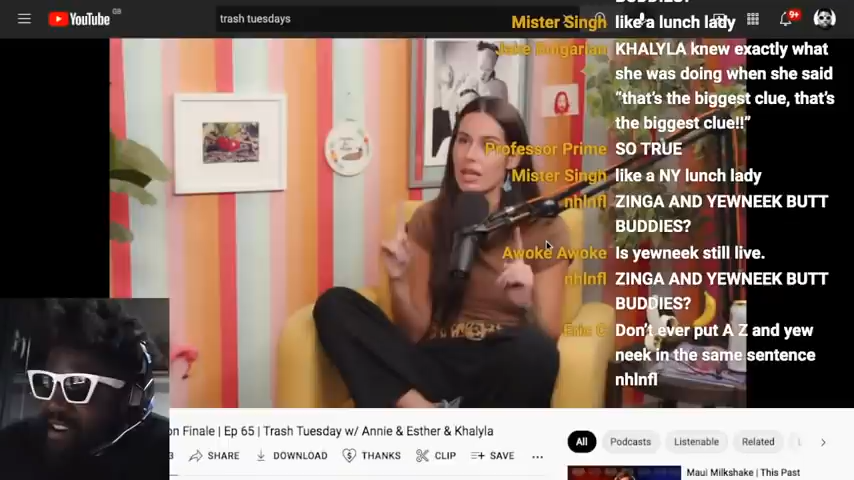 YouTube GB
trash tuesdays
9+
Mister Singh like a lunch lady
KHALYLA knew exactly what
she was doing when she said
“that's the biggest clue, that's
the biggest clue!!”
Professor Prime SO TRUE
Mister Singh like a NY lunch lady
nhlnfl ZINGA AND YEWNEEK BUTT
BUDDIES?
Awoke Awoke Is yewneek still live.
nhlnfl ZINGA AND YEWNEEK BUTT
BUDDIES?
Eric C Don't ever put A Z and yew
neek in the same sentence
nhlnfl
on Finale | Ep 65 | Trash Tuesday w/ Annie & Esther & Khalyla
3 SHARE DOWNLOAD THANKS CLIP SAVE ...
All Podcasts Listenable Related
Maui Milkshake | This Past